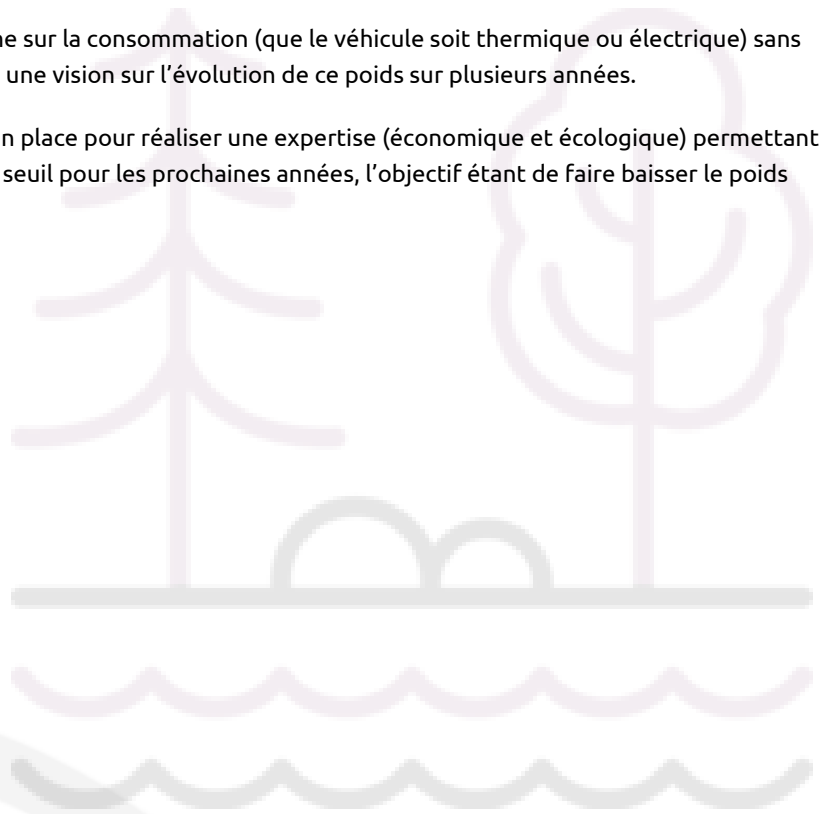 ne sur la consommation (que le véhicule soit thermique ou électrique) sans
une vision sur l’évolution de ce poids sur plusieurs années.
n place pour réaliser une expertise (économique et écologique) permettant
seuil pour les prochaines années, l’objectif étant de faire baisser le poids